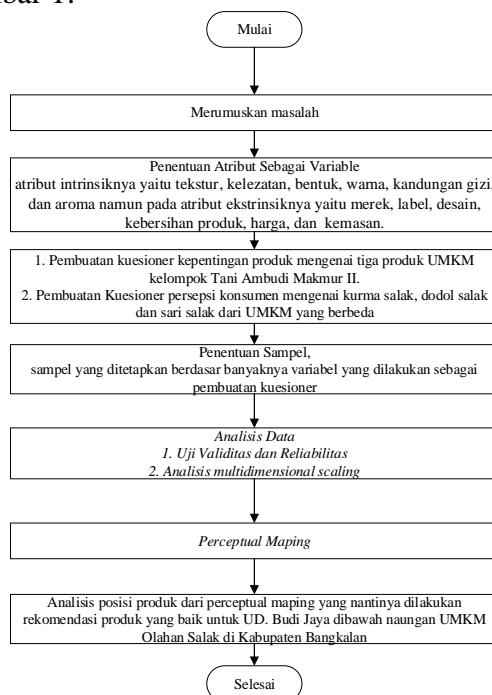 Mulai
Merumuskan masalah
Penentuan Atribut Sebagai Variable
atribut intrinsiknya yaitu tekstur, kelezatan, bentuk, warna, kandungan gizi,
dan aroma namun pada atribut ekstrinsiknya yaitu merek, label, desain,
kebersihan produk, harga, dan kemasan.
1. Pembuatan kuesioner kepentingan produk mengenai tiga produk UMKM
kelompok Tani Ambudi Makmur II.
2. Pembuatan Kuesioner persepsi konsumen mengenai kurma salak, dodol salak
dan sari salak dari UMKM yang berbeda
Penentuan Sampel,
sampel yang ditetapkan berdasar banyaknya variabel yang dilakukan sebagai
pembuatan kuesioner
Analisis Data
1. Uji Validitas dan Reliabilitas
2. Analisis multidimensional scaling
Perceptual Maping
Analisis posisi produk dari perceptual maping yang nantinya dilakukan
rekomendasi produk yang baik untuk UD. Budi Jaya dibawah naungan UMKM
Olahan Salak di Kabupaten Bangkalan
Selesai